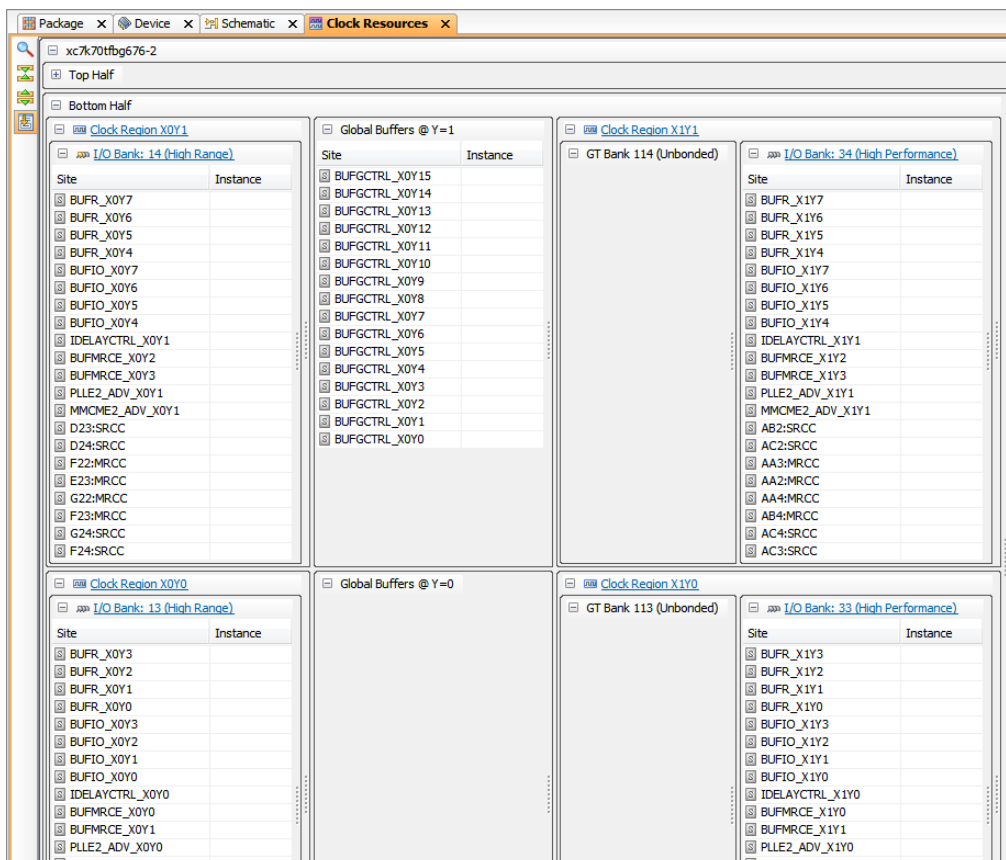 Package X Device X Schematic X Clock Resources X
xc7k70tfbg676-2
Top Half
Bottom Half
Clock Region X0Y1
I/O Bank: 14 (High Range)
Site Instance
BUFR_X0Y7
BUFR_X0Y6
BUFR_X0Y5
BUFR_X0Y4
BUFIO_X0Y7
BUFIO_X0Y6
BUFIO_X0Y5
BUFIO_X0Y4
IDELAYCTRL_X0Y1
BUFMRCE_X0Y2
BUFMRCE_X0Y3
PLLE2_ADV_X0Y1
MMCME2_ADV_X0Y1
D23:SRCC
D24:SRCC
F22:MRCC
E23:MRCC
G22:MRCC
F23:MRCC
G24:SRCC
F24:SRCC
Global Buffers @ Y=1
Site Instance
BUFGCTRL_X0Y15
BUFGCTRL_X0Y14
BUFGCTRL_X0Y13
BUFGCTRL_X0Y12
BUFGCTRL_X0Y11
BUFGCTRL_X0Y10
BUFGCTRL_X0Y9
BUFGCTRL_X0Y8
BUFGCTRL_X0Y7
BUFGCTRL_X0Y6
BUFGCTRL_X0Y5
BUFGCTRL_X0Y4
BUFGCTRL_X0Y3
BUFGCTRL_X0Y2
BUFGCTRL_X0Y1
BUFGCTRL_X0Y0
Clock Region X1Y1
GT Bank 114 (Unbonded)
I/O Bank: 34 (High Performance)
Site Instance
BUFR_X1Y7
BUFR_X1Y6
BUFR_X1Y5
BUFR_X1Y4
BUFIO_X1Y7
BUFIO_X1Y6
BUFIO_X1Y5
BUFIO_X1Y4
IDELAYCTRL_X1Y1
BUFMRCE_X1Y2
BUFMRCE_X1Y3
PLLE2_ADV_X1Y1
MMCME2_ADV_X1Y1
AB2:SRCC
AC2:SRCC
AA3:MRCC
AA2:MRCC
AA4:MRCC
AB4:MRCC
AC4:SRCC
AC3:SRCC
Clock Region X0Y0
I/O Bank: 13 (High Range)
Site Instance
BUFR_X0Y3
BUFR_X0Y2
BUFR_X0Y1
BUFR_X0Y0
BUFIO_X0Y3
BUFIO_X0Y2
BUFIO_X0Y1
BUFIO_X0Y0
IDELAYCTRL_X0Y0
BUFMRCE_X0Y0
BUFMRCE_X0Y1
PLLE2_ADV_X0Y0
Global Buffers @ Y=0
Clock Region X1Y0
GT Bank 113 (Unbonded)
I/O Bank: 33 (High Performance)
Site Instance
BUFR_X1Y3
BUFR_X1Y2
BUFR_X1Y1
BUFR_X1Y0
BUFIO_X1Y3
BUFIO_X1Y2
BUFIO_X1Y1
BUFIO_X1Y0
IDELAYCTRL_X1Y0
BUFMRCE_X1Y0
BUFMRCE_X1Y1
PLLE2_ADV_X1Y0